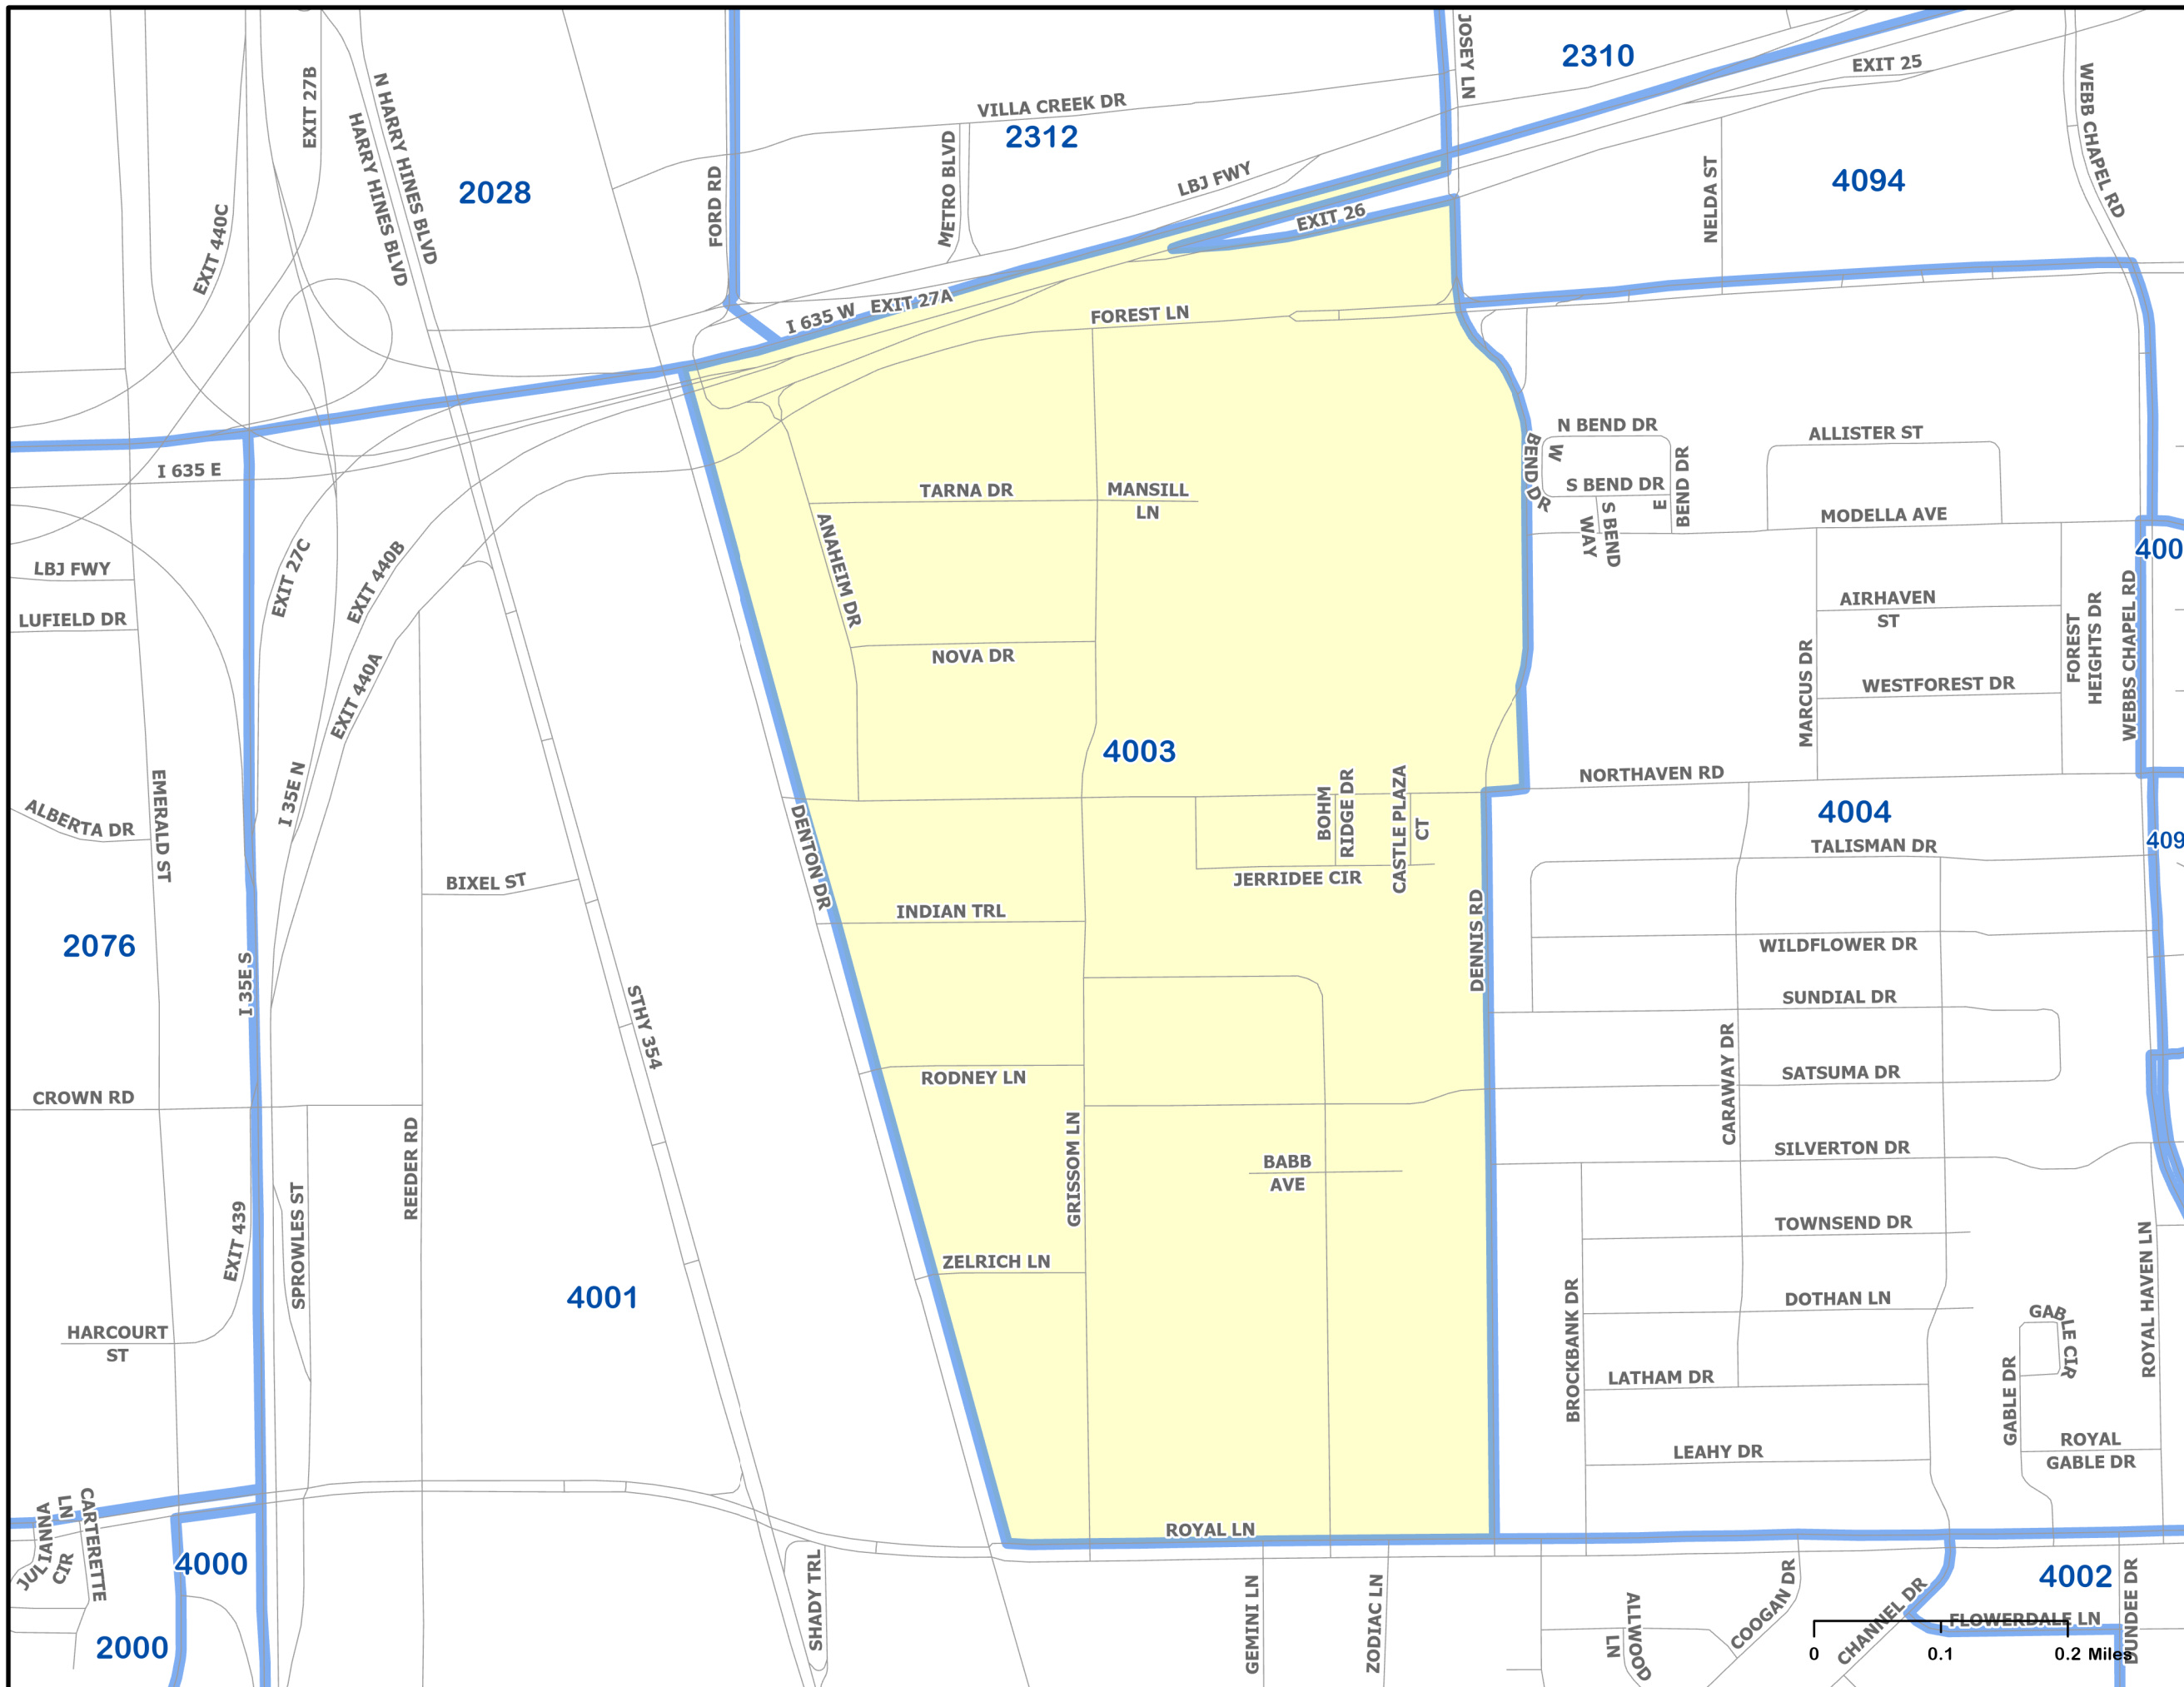 JOSEY LN
2310
EXIT 25
EXIT 27B
N HARRY HINES BLVD
HARRY HINES BLVD
VILLA CREEK DR
2312
METRO BLVD
WEBB CHAPEL RD
2028
FORD RD
LBJ FWY
NELDA ST
4094
EXIT 440C
EXIT 26
I 635 W
EXIT 27A
FOREST LN
I 635 E
N BEND DR
W
BEND DR
S BEND DR
E
BEND DR
S BEND
WAY
ALLISTER ST
TARNA DR
MANSILL
LN
MODELLA AVE
400
ANAHEIM DR
EXIT 27C
EXIT 440B
LBJ FWY
LUFIELD DR
AIRHAVEN
ST
FOREST
HEIGHTS DR
WEBBS CHAPEL RD
NOVA DR
EXIT 440A
MARCUS DR
WESTFOREST DR
4003
NORTHAVEN RD
I 35E N
EMERALD ST
ALBERTA DR
DENTON DR
BOHM
RIDGE DR
CASTLE PLAZA
CT
4004
409
TALISMAN DR
BIXEL ST
JERRIDEE CIR
INDIAN TRL
DENNIS RD
2076
I 35E S
WILDFLOWER DR
STHY 354
SUNDIAL DR
CARAWAY DR
RODNEY LN
SATSUMA DR
CROWN RD
REEDER RD
GRISSOM LN
SILVERTON DR
BABB
AVE
EXIT 439
SPROWLES ST
TOWNSEND DR
ROYAL HAVEN LN
ZELRICH LN
4001
BROCKBANK DR
DOTHAN LN
GABLE CIR
HARCOURT
ST
GABLE DR
LATHAM DR
LEAHY DR
ROYAL
GABLE DR
JULIANNA
CIR
CARTERETTE
LN
ROYAL LN
4000
SHADY TRL
GEMINI LN
ZODIAC LN
ALLWOOD
LN
COOGAN DR
CHANNEL DR
4002
DUNDEE DR
FLOWERDALE LN
2000
0 0.1 0.2 Miles